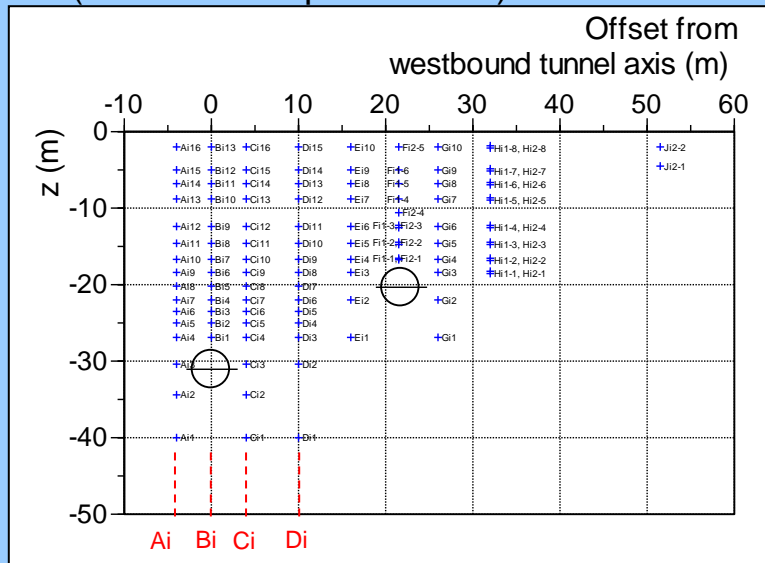 Offset from
westbound tunnel axis (m)
-10 0 10 20 30 40 50 60
z (m)
0
Ai16 Bi13 Ci16 Di15 Ei10 Fi2-5 Gi10 Hi1-8, Hi2-8 Ji2-2
Ai15 Bi12 Ci15 Di14 Ei9 Fi1-6 Gi9 Hi1-7, Hi2-7 Ji2-1
Ai14 Bi11 Ci14 Di13 Ei8 Fi1-5 Gi8 Hi1-6, Hi2-6
Ai13 Bi10 Ci13 Di12 Ei7 Fi1-4 Gi7 Hi1-5, Hi2-5
-10
Fi2-4
Ai12 Bi9 Ci12 Di11 Ei6 Fi1-3 Fi2-3 Gi6 Hi1-4, Hi2-4
Ai11 Bi8 Ci11 Di10 Ei5 Fi1-2 Fi2-2 Gi5 Hi1-3, Hi2-3
Ai10 Bi7 Ci10 Di9 Ei4 Fi1-1 Fi2-1 Gi4 Hi1-2, Hi2-2
Ai9 Bi6 Ci9 Di8 Ei3 Gi3 Hi1-1, Hi2-1
-20
Ai8 Bi5 Ci8 Di7
Ai7 Bi4 Ci7 Di6 Ei2 Gi2
Ai6 Bi3 Ci6 Di5
Ai5 Bi2 Ci5 Di4
Ai4 Bi1 Ci4 Di3 Ei1 Gi1
-30
Ai3 Ci3 Di2
Ai2 Ci2
-40
Ai1 Ci1 Di1
-50
Ai Bi Ci Di